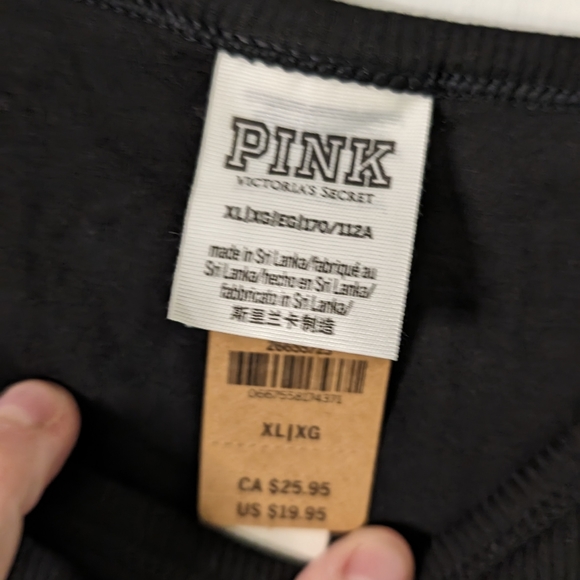 PINK
VICTORIA'S SECRET
XL|XG|EG|170/112A
made in Sri Lanka/fabriqué au
Sri Lanka/hecho en Sri Lanka/
fabbricato in Sri Lanka/
斯里兰卡制造
XL|XG
CA $25.95
US $19.95